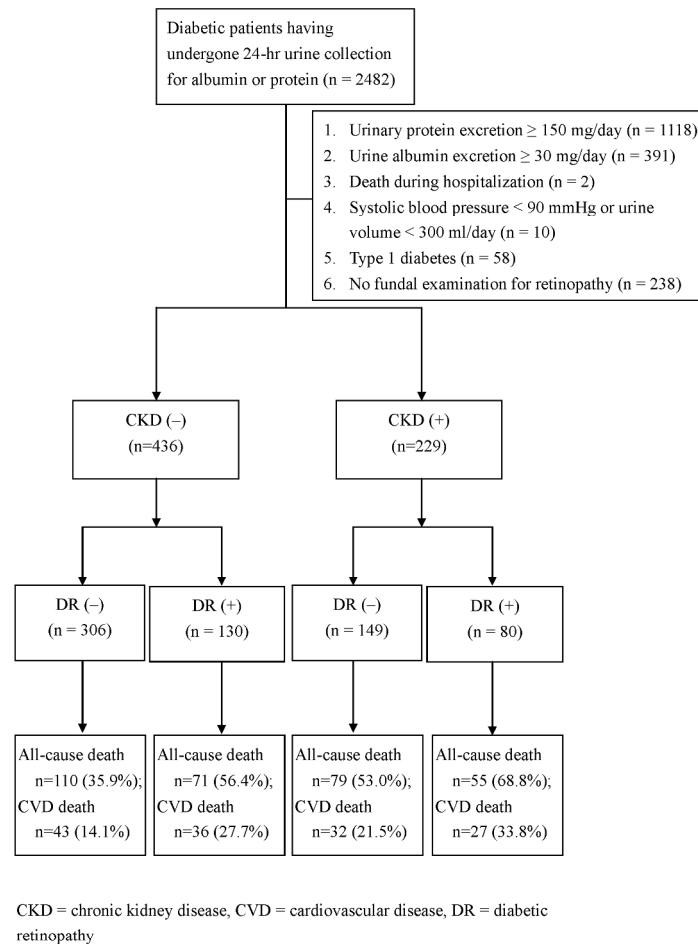 Diabetic patients having
undergone 24-hr urine collection
for albumin or protein (n = 2482)
1. Urinary protein excretion ≥ 150 mg/day (n = 1118)
2. Urine albumin excretion ≥ 30 mg/day (n = 391)
3. Death during hospitalization (n = 2)
4. Systolic blood pressure < 90 mmHg or urine
volume < 300 ml/day (n = 10)
5. Type 1 diabetes (n = 58)
6. No fundal examination for retinopathy (n = 238)
CKD (–)
(n=436)
CKD (+)
(n=229)
DR (–)
(n = 306)
DR (+)
(n = 130)
DR (–)
(n = 149)
DR (+)
(n = 80)
All-cause death
n=110 (35.9%);
CVD death
n=43 (14.1%)
All-cause death
n=71 (56.4%);
CVD death
n=36 (27.7%)
All-cause death
n=79 (53.0%);
CVD death
n=32 (21.5%)
All-cause death
n=55 (68.8%);
CVD death
n=27 (33.8%)
CKD = chronic kidney disease, CVD = cardiovascular disease, DR = diabetic
retinopathy